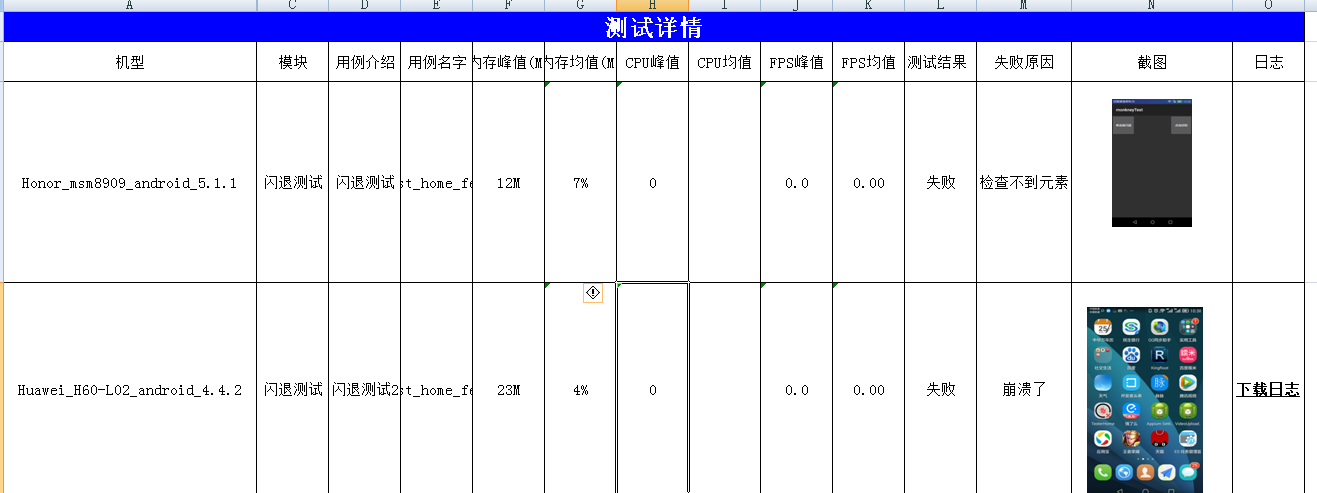 A C D E F G H I J K L M N O
测试详情
机型 模块 用例介绍 用例名字 内存峰值(M 内存均值(M CPU峰值 CPU均值 FPS峰值 FPS均值 测试结果 失败原因 截图 日志
monkneyTest
Honor_msm8909_android_5.1.1 闪退测试 闪退测试 st_home_fe 12M 7% 0 0.0 0.00 失败 检查不到元素
Huawei_H60-L02_android_4.4.2 闪退测试 闪退测试2 st_home_fe 23M 4% 0 0.0 0.00 失败 崩溃了 下载日志